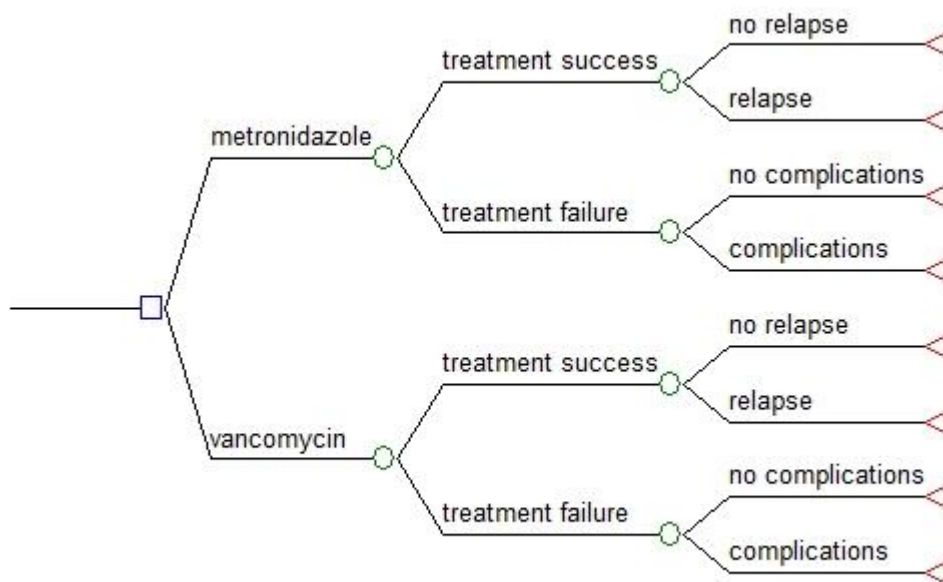 no relapse
treatment success
relapse
metronidazole
no complications
treatment failure
complications
no relapse
treatment success
relapse
vancomycin
no complications
treatment failure
complications